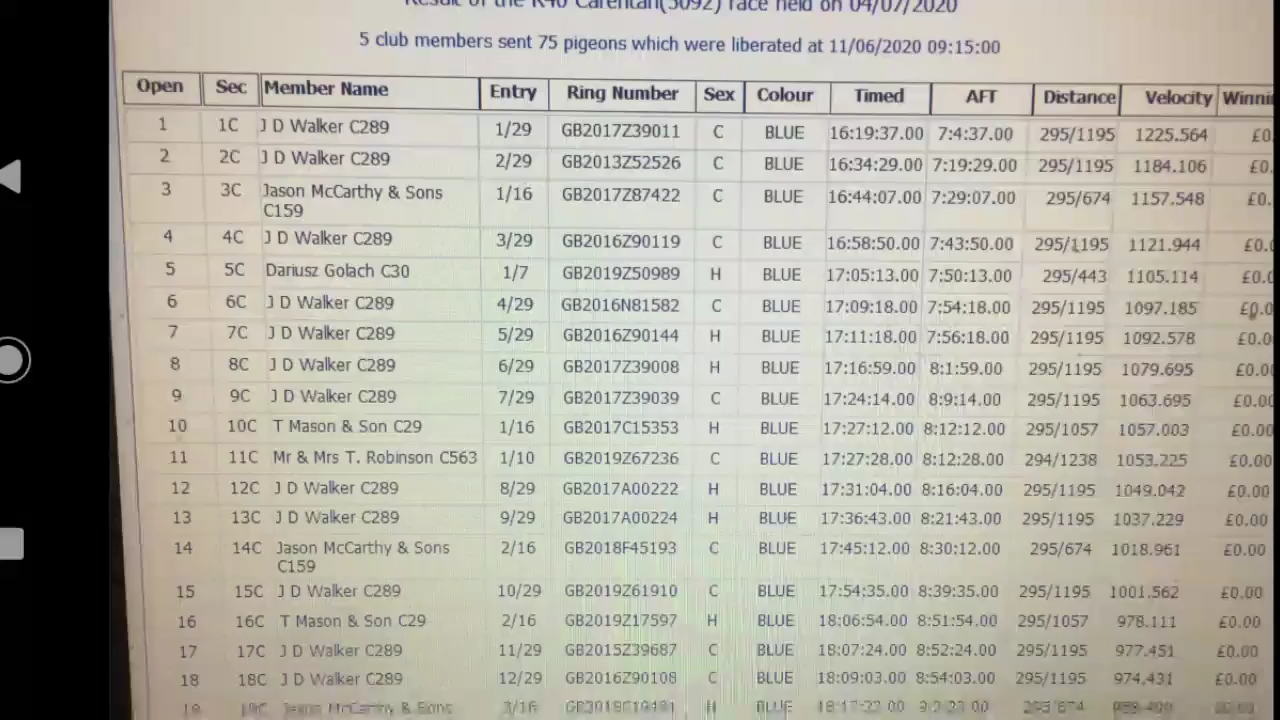 Result of the K40 Carentan(5092) race held on 04/07/2020
5 club members sent 75 pigeons which were liberated at 11/06/2020 09:15:00
Open Sec Member Name Entry Ring Number Sex Colour Timed AFT Distance Velocity
1 1C J D Walker C289 1/29 GB2017Z39011 C BLUE 16:19:37.00 7:4:37.00 295/1195 1225.564 £0.
2 2C J D Walker C289 2/29 GB2013Z52526 C BLUE 16:34:29.00 7:19:29.00 295/1195 1184.106 £0.
3 3C Jason McCarthy & Sons C159 1/16 GB2017Z87422 C BLUE 16:44:07.00 7:29:07.00 295/674 1157.548 £0.
4 4C J D Walker C289 3/29 GB2016Z90119 C BLUE 16:58:50.00 7:43:50.00 295/1195 1121.944 £0.0
5 5C Dariusz Golach C30 1/7 GB2019Z50989 H BLUE 17:05:13.00 7:50:13.00 295/443 1105.114 £0.0
6 6C J D Walker C289 4/29 GB2016N81582 C BLUE 17:09:18.00 7:54:18.00 295/1195 1097.185 £0.0
7 7C J D Walker C289 5/29 GB2016Z90144 H BLUE 17:11:18.00 7:56:18.00 295/1195 1092.578 £0.0
8 8C J D Walker C289 6/29 GB2017Z39008 H BLUE 17:16:59.00 8:1:59.00 295/1195 1079.695 £0.00
9 9C J D Walker C289 7/29 GB2017Z39039 C BLUE 17:24:14.00 8:9:14.00 295/1195 1063.695 £0.00
10 10C T Mason & Son C29 1/16 GB2017C15353 H BLUE 17:27:12.00 8:12:12.00 295/1057 1057.003 £0.00
11 11C Mr & Mrs T. Robinson C563 1/10 GB2019Z67236 C BLUE 17:27:28.00 8:12:28.00 294/1238 1053.225 £0.00
12 12C J D Walker C289 8/29 GB2017A00222 H BLUE 17:31:04.00 8:16:04.00 295/1195 1049.042 £0.00
13 13C J D Walker C289 9/29 GB2017A00224 H BLUE 17:36:43.00 8:21:43.00 295/1195 1037.229 £0.00
14 14C Jason McCarthy & Sons C159 2/16 GB2018F45193 C BLUE 17:45:12.00 8:30:12.00 295/674 1018.961 £0.00
15 15C J D Walker C289 10/29 GB2019Z61910 C BLUE 17:54:35.00 8:39:35.00 295/1195 1001.562 £0.00
16 16C T Mason & Son C29 2/16 GB2019Z17597 H BLUE 18:06:54.00 8:51:54.00 295/1057 978.111 £0.00
17 17C J D Walker C289 11/29 GB2015Z39687 C BLUE 18:07:24.00 8:52:24.00 295/1195 977.451 £0.00
18 18C J D Walker C289 12/29 GB2016Z90108 C BLUE 18:09:03.00 8:54:03.00 295/1195 974.431 £0.00
19 19C Jason McCarthy & Sons 3/16 H BLUE 295/674